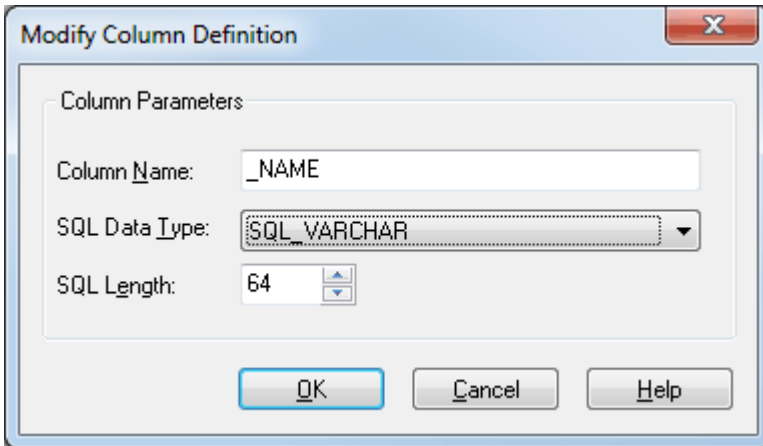 Modify Column Definition
Column Parameters
Column Name: _NAME
SQL Data Type: SQL_VARCHAR
SQL Length: 64
OK Cancel Help